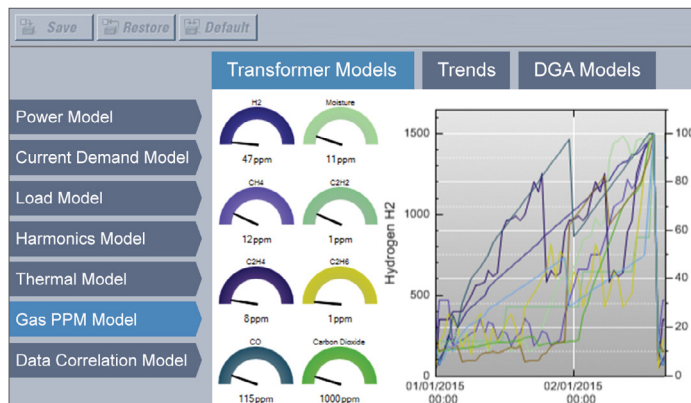 Save Restore Default
Transformer Models Trends DGA Models
Power Model
Current Demand Model
Load Model
Harmonics Model
Thermal Model
Gas PPM Model
Data Correlation Model
H2 Moisture
47ppm 11ppm
CH4 C2H2
12ppm 1ppm
C2H4 C2H6
8ppm 1ppm
CO Carbon Dioxide
115ppm 1000ppm
Hydrogen H2
1500
1000
500
0
100
80
60
40
20
0
01/01/2015 02/01/2015
00:00 00:00